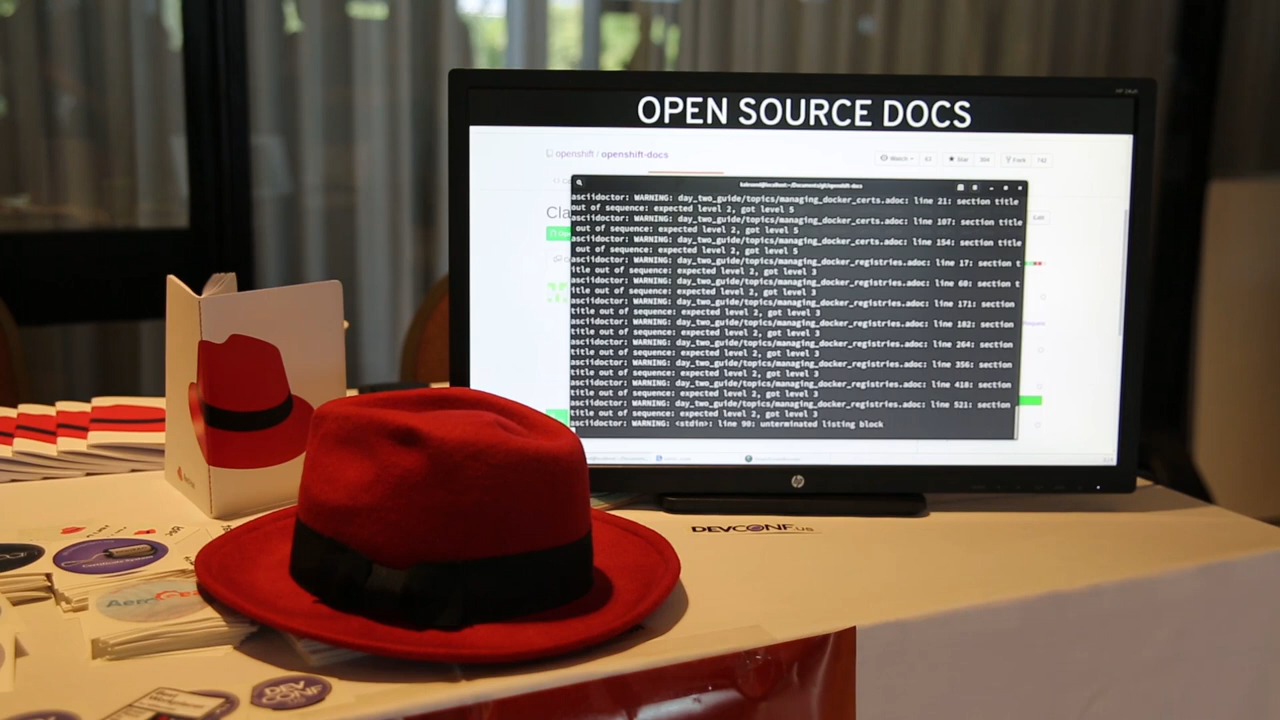 OPEN SOURCE DOCS
openshift / openshift-docs
Watch 63 Star 384 Fork 742
Cla
asciidoctor: WARNING: day_two_guide/topics/managing_docker_certs.adoc: line 21: section title
out of sequence: expected level 2, got level 5
asciidoctor: WARNING: day_two_guide/topics/managing_docker_certs.adoc: line 107: section title
out of sequence: expected level 2, got level 5
asciidoctor: WARNING: day_two_guide/topics/managing_docker_certs.adoc: line 154: section title
out of sequence: expected level 2, got level 5
asciidoctor: WARNING: day_two_guide/topics/managing_docker_registries.adoc: line 17: section t
itle out of sequence: expected level 2, got level 3
asciidoctor: WARNING: day_two_guide/topics/managing_docker_registries.adoc: line 60: section t
itle out of sequence: expected level 2, got level 3
asciidoctor: WARNING: day_two_guide/topics/managing_docker_registries.adoc: line 171: section
title out of sequence: expected level 2, got level 3
asciidoctor: WARNING: day_two_guide/topics/managing_docker_registries.adoc: line 182: section
title out of sequence: expected level 2, got level 3
asciidoctor: WARNING: day_two_guide/topics/managing_docker_registries.adoc: line 264: section
title out of sequence: expected level 2, got level 3
asciidoctor: WARNING: day_two_guide/topics/managing_docker_registries.adoc: line 356: section
title out of sequence: expected level 2, got level 3
asciidoctor: WARNING: day_two_guide/topics/managing_docker_registries.adoc: line 418: section
title out of sequence: expected level 2, got level 3
asciidoctor: WARNING: day_two_guide/topics/managing_docker_registries.adoc: line 521: section
title out of sequence: expected level 2, got level 3
asciidoctor: WARNING: <stdin>: line 90: unterminated listing block
hp
DEVCONF.us
DEV
CONF